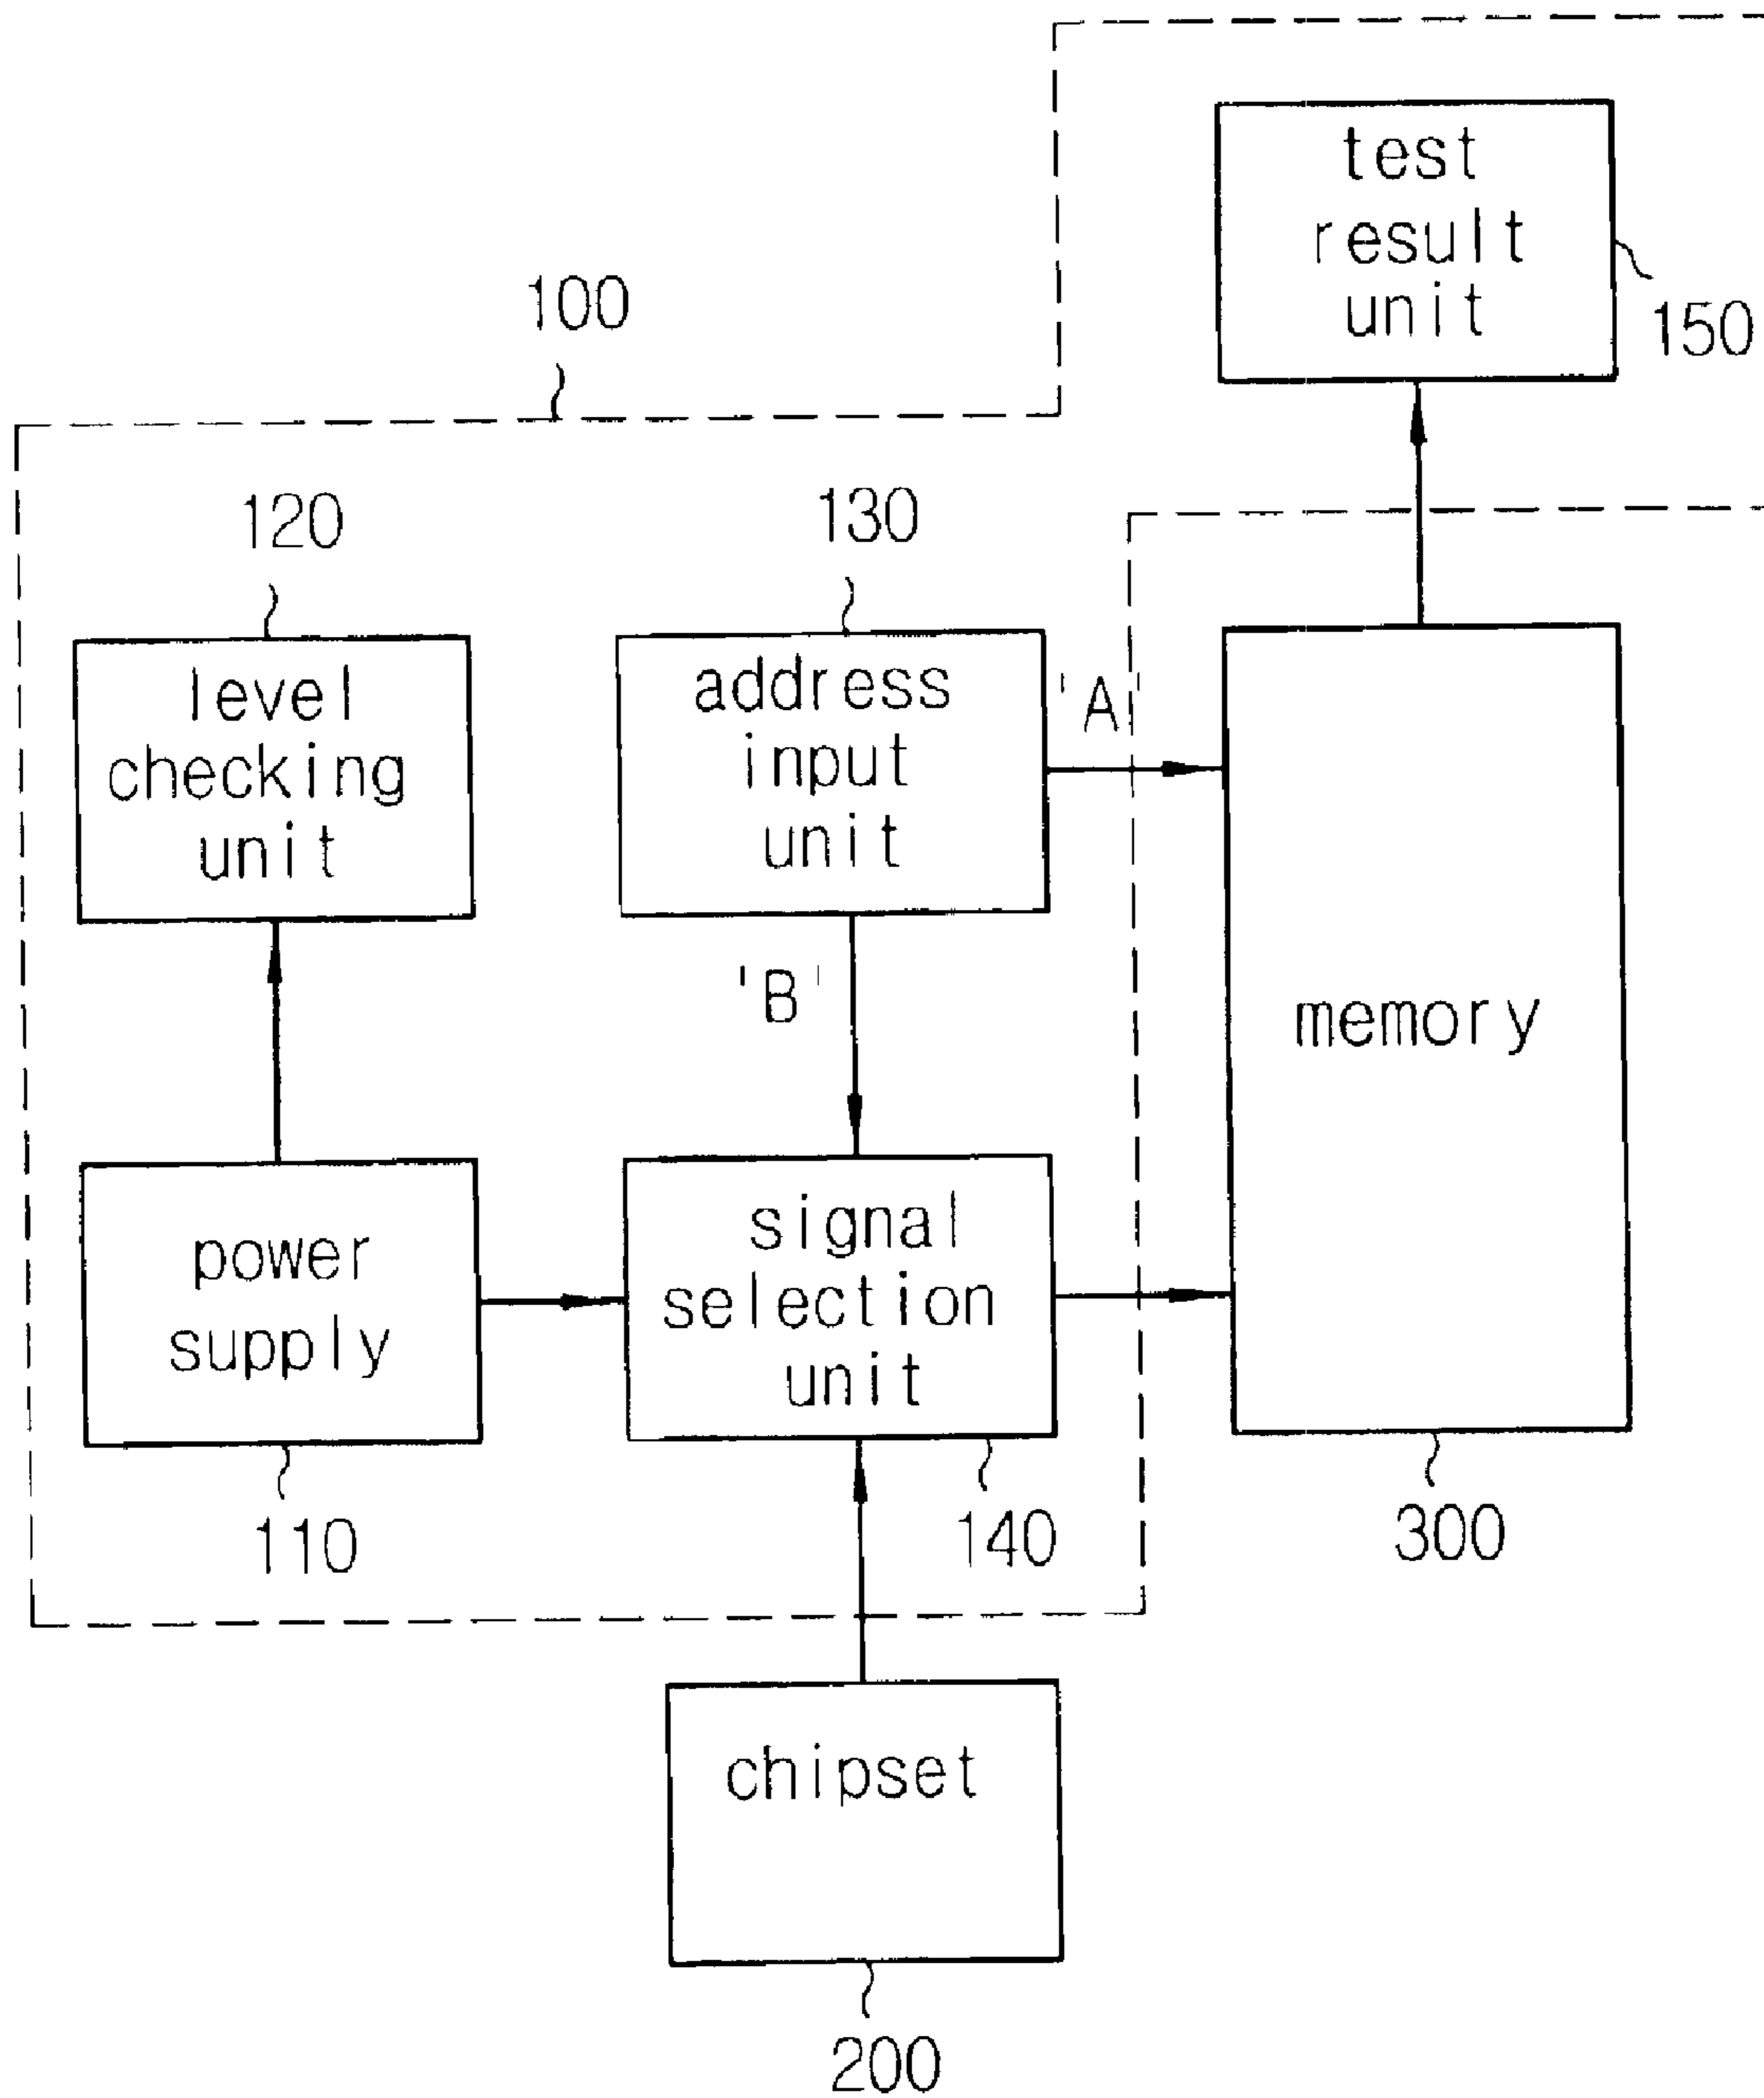 test
result
unit
150
100
120
130
level
checking
unit
address
input
unit
'A'
'B'
memory
power
supply
signal
selection
unit
110
140
300
chipset
200